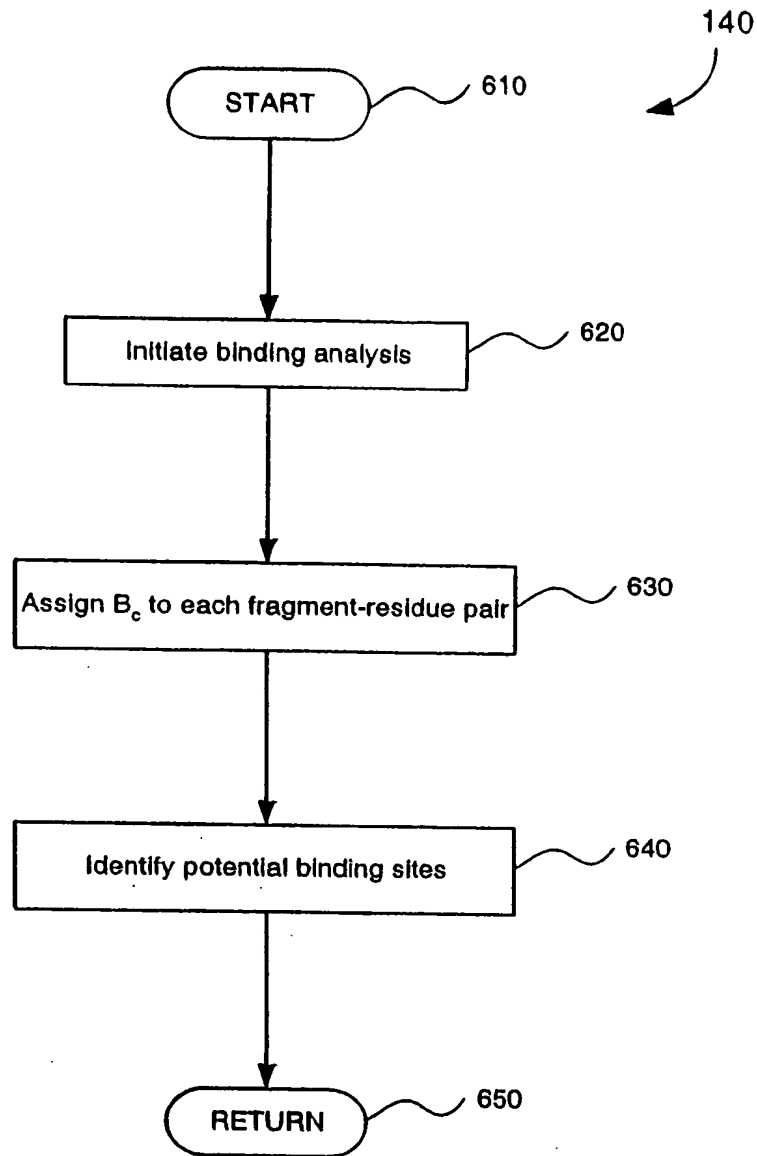 140
START
610
Initiate binding analysis
620
Assign Bc to each fragment-residue pair
630
Identify potential binding sites
640
RETURN
650